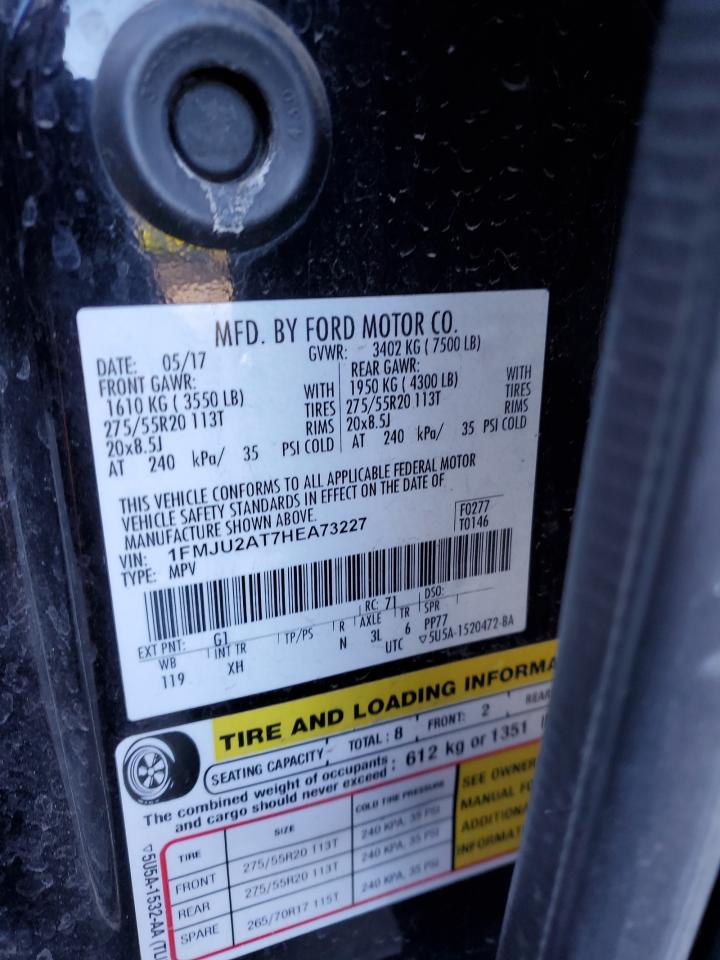 MFD. BY FORD MOTOR CO.
DATE: 05/17 GVWR: 3402 KG ( 7500 LB)
FRONT GAWR: REAR GAWR:
1610 KG ( 3550 LB) WITH 1950 KG ( 4300 LB) WITH
275/55R20 113T TIRES 275/55R20 113T TIRES
20x8.5J RIMS 20x8.5J RIMS
AT 240 kPa/ 35 PSI COLD AT 240 kPa/ 35 PSI COLD
THIS VEHICLE CONFORMS TO ALL APPLICABLE FEDERAL MOTOR
VEHICLE SAFETY STANDARDS IN EFFECT ON THE DATE OF
MANUFACTURE SHOWN ABOVE.
F0277
T0146
VIN: 1FMJU2AT7HEA73227
TYPE: MPV
EXT PNT: G1 RC: 71 DSO:
WB INT TR TP/PS R AXLE TR SPR
119 XH N 3L 6 PP77
UTC ▽5U5A-1520472-BA
TIRE AND LOADING INFORMA
SEATING CAPACITY TOTAL : 8 FRONT: 2 REAR
The combined weight of occupants : 612 kg or 1351
and cargo should never exceed
TIRE SIZE COLD TIRE PRESSURE
FRONT 275/55R20 113T 240 KPA, 35 PSI
REAR 275/55R20 113T 240 KPA, 35 PSI
SPARE 265/70R17 115T 240 KPA, 35 PSI
SEE OWNER
MANUAL FO
ADDITIONA
INFORMAT
▽5U5A-1532-AA (TL